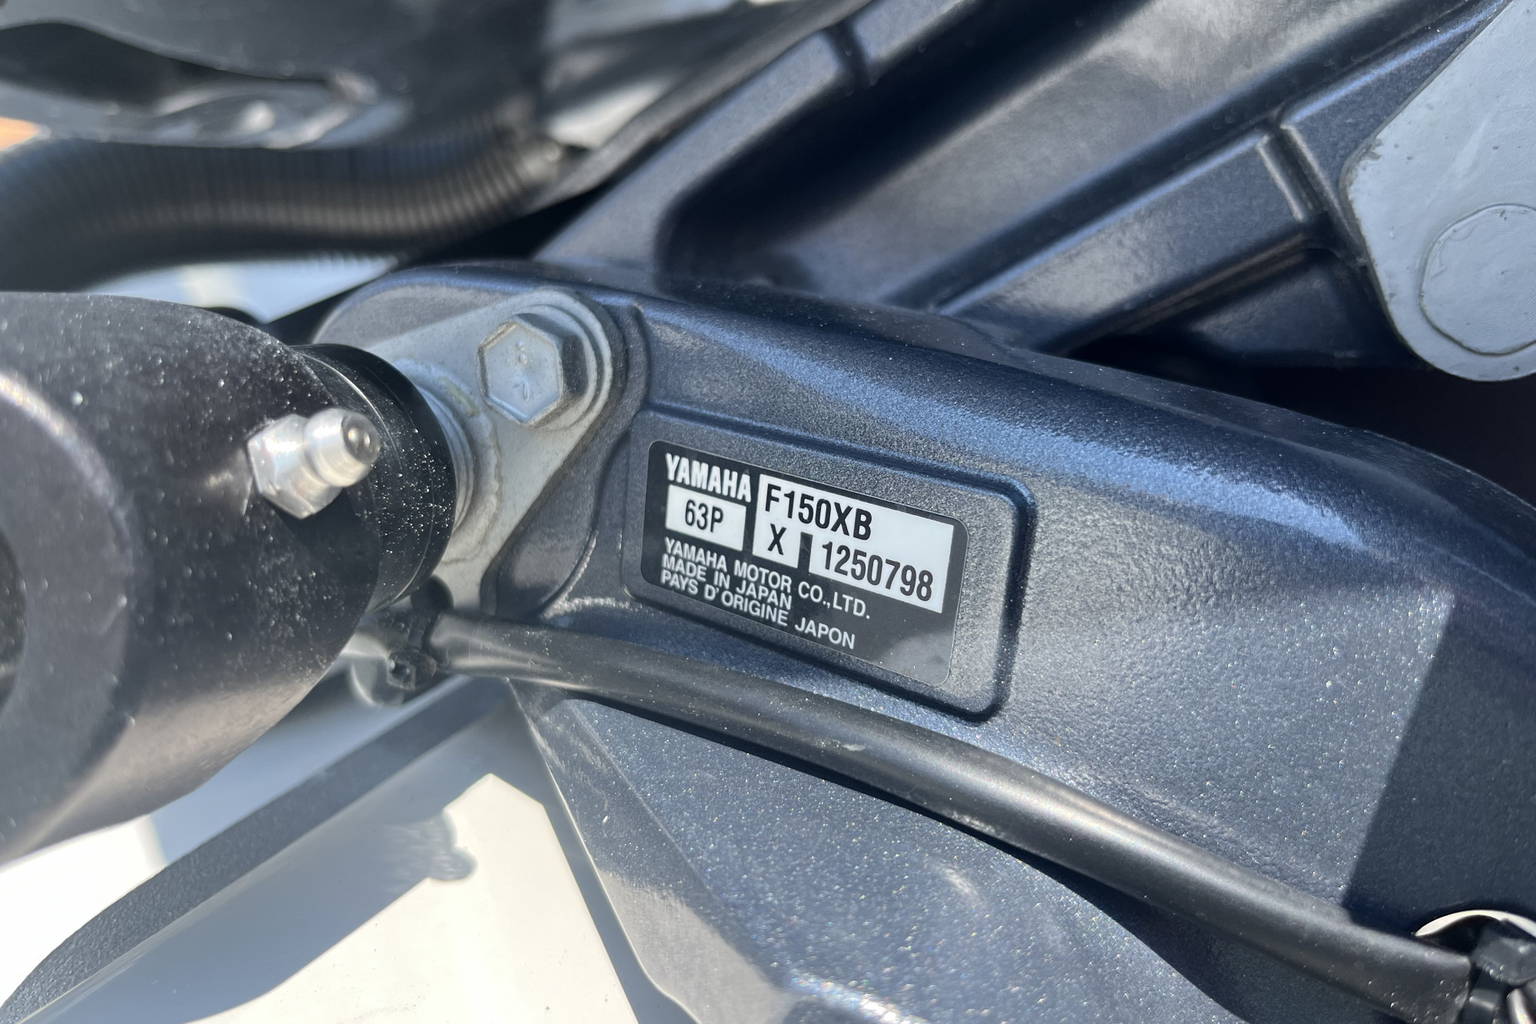 YAMAHA
F150XB
63P X 1250798
YAMAHA MOTOR CO.,LTD.
MADE IN JAPAN
PAYS D'ORIGINE JAPON